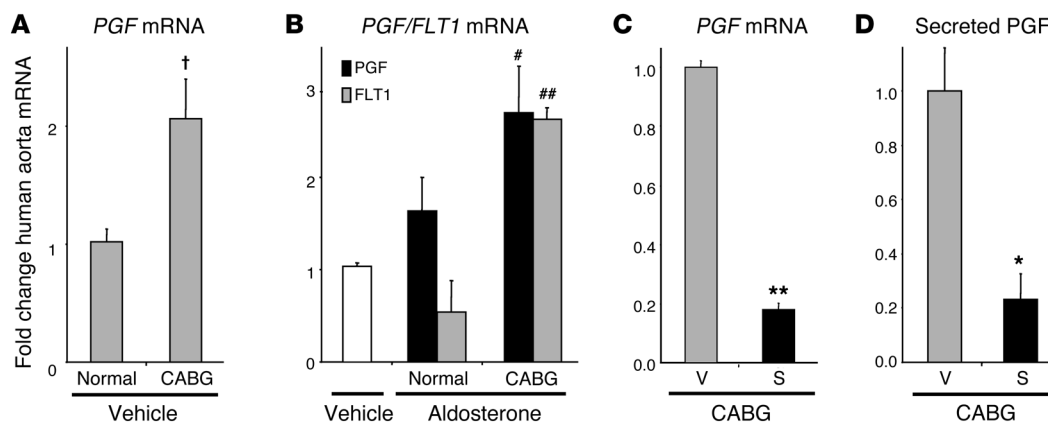 A
PGF mRNA
Fold change human aorta mRNA
2
1
0
†
Normal CABG
Vehicle
B
PGF/FLT1 mRNA
PGF
FLT1
3
2
1
0
#
##
Normal CABG
Vehicle Aldosterone
C
PGF mRNA
1.0
0.8
0.6
0.4
0.2
0.0
**
V S
CABG
D
Secreted PGF
1.0
0.8
0.6
0.4
0.2
0.0
*
V S
CABG